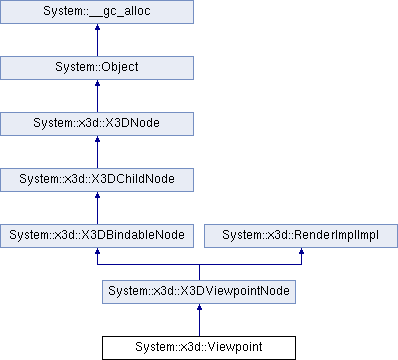 System::__gc_alloc
System::Object
System::x3d::X3DNode
System::x3d::X3DChildNode
System::x3d::X3DBindableNode
System::x3d::RenderImplImpl
System::x3d::X3DViewpointNode
System::x3d::Viewpoint